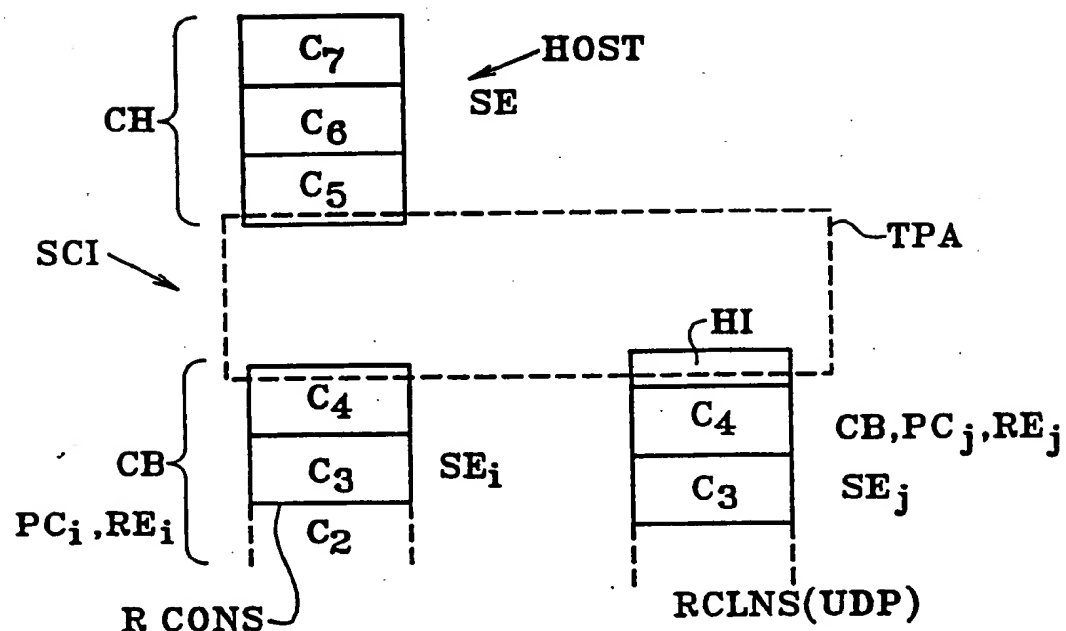 C7
HOST
SE
CH
C6
C5
TPA
SCI
HI
C4
C4
CB,PCj,REj
CB
C3
SEi
C3
SEj
PCi,REi
C2
R CONS
RCLNS(UDP)